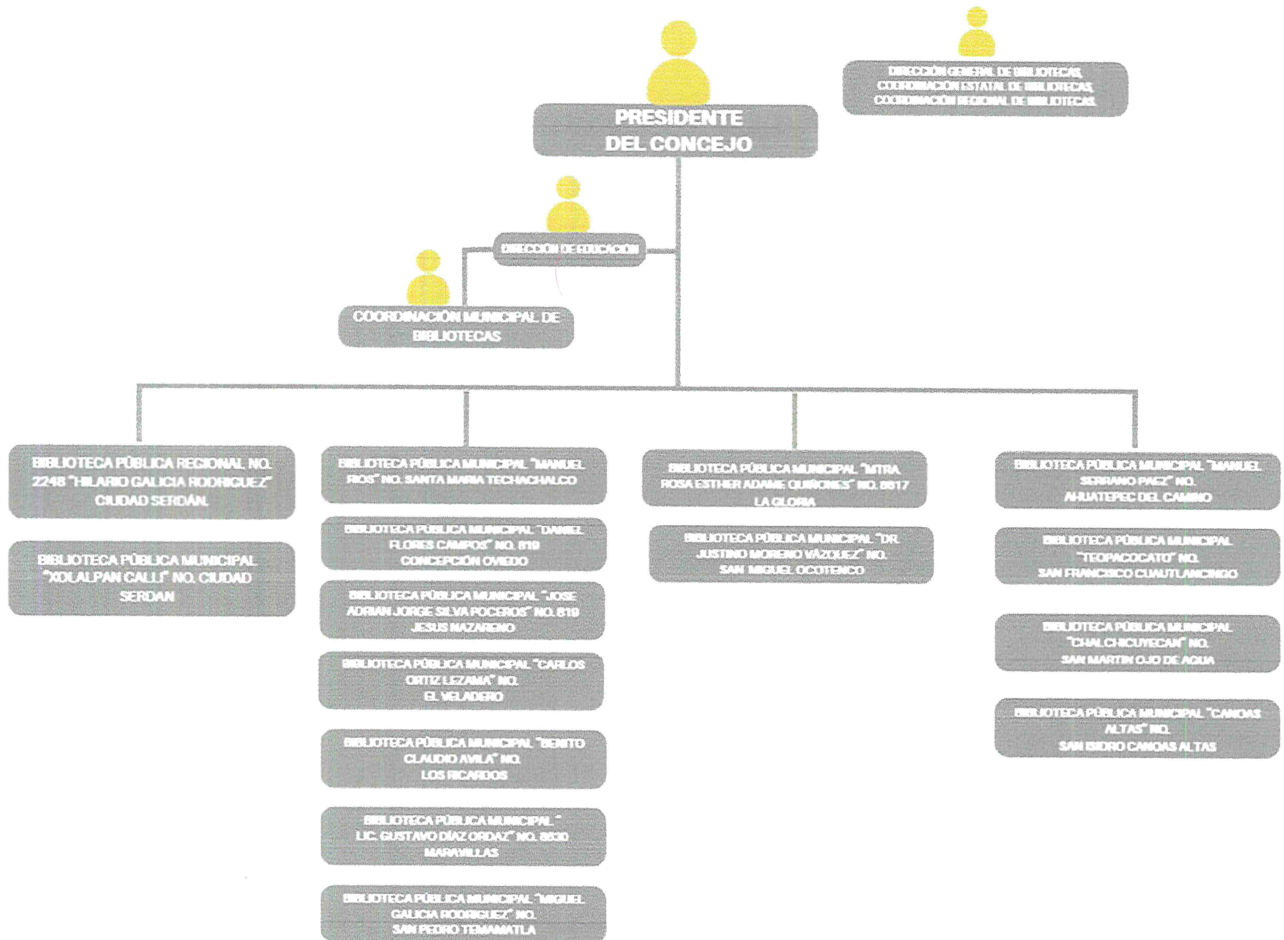 DIRECCIÓN GENERAL DE BIBLIOTECAS,
COORDINACIÓN ESTATAL DE BIBLIOTECAS,
COORDINACIÓN REGIONAL DE BIBLIOTECAS.
PRESIDENTE
DEL CONCEJO
DIRECCIÓN DE EDUCACIÓN
COORDINACIÓN MUNICIPAL DE
BIBLIOTECAS
BIBLIOTECA PÚBLICA REGIONAL NO.
2248 "HILARIO GALICIA RODRIGUEZ"
CIUDAD SERDÁN.
BIBLIOTECA PÚBLICA MUNICIPAL
"XOLALPAN CALLI" NO. CIUDAD
SERDAN
BIBLIOTECA PÚBLICA MUNICIPAL "MANUEL
RIOS" NO. SANTA MARIA TECHACHALCO
BIBLIOTECA PÚBLICA MUNICIPAL "DANIEL
FLORES CAMPOS" NO. 819
CONCEPCIÓN OVIEDO
BIBLIOTECA PÚBLICA MUNICIPAL "JOSE
ADRIAN JORGE SILVA POCEROS" NO. 819
JESUS NAZARENO
BIBLIOTECA PÚBLICA MUNICIPAL "CARLOS
ORTIZ LEZAMA" NO.
EL VELADERO
BIBLIOTECA PÚBLICA MUNICIPAL "BENITO
CLAUDIO AVILA" NO.
LOS RICARDOS
BIBLIOTECA PÚBLICA MUNICIPAL "
LIC. GUSTAVO DÍAZ ORDAZ" NO. 8630
MARAVILLAS
BIBLIOTECA PÚBLICA MUNICIPAL "MIGUEL
GALICIA RODRIGUEZ" NO.
SAN PEDRO TEMAMATLA
BIBLIOTECA PÚBLICA MUNICIPAL "MTRA.
ROSA ESTHER ADAME QUIÑONES" NO. 8617
LA GLORIA
BIBLIOTECA PÚBLICA MUNICIPAL "DR.
JUSTINO MORENO VÁZQUEZ" NO.
SAN MIGUEL OCOTENCO
BIBLIOTECA PÚBLICA MUNICIPAL "MANUEL
SERRANO PAEZ" NO.
AHUATEPEC DEL CAMINO
BIBLIOTECA PÚBLICA MUNICIPAL
"TEOPACOCATO" NO.
SAN FRANCISCO CUAUTLANCINGO
BIBLIOTECA PÚBLICA MUNICIPAL
"CHALCHICUYECAN" NO.
SAN MARTIN OJO DE AGUA
BIBLIOTECA PÚBLICA MUNICIPAL "CANOAS
ALTAS" NO.
SAN ISIDRO CANOAS ALTAS